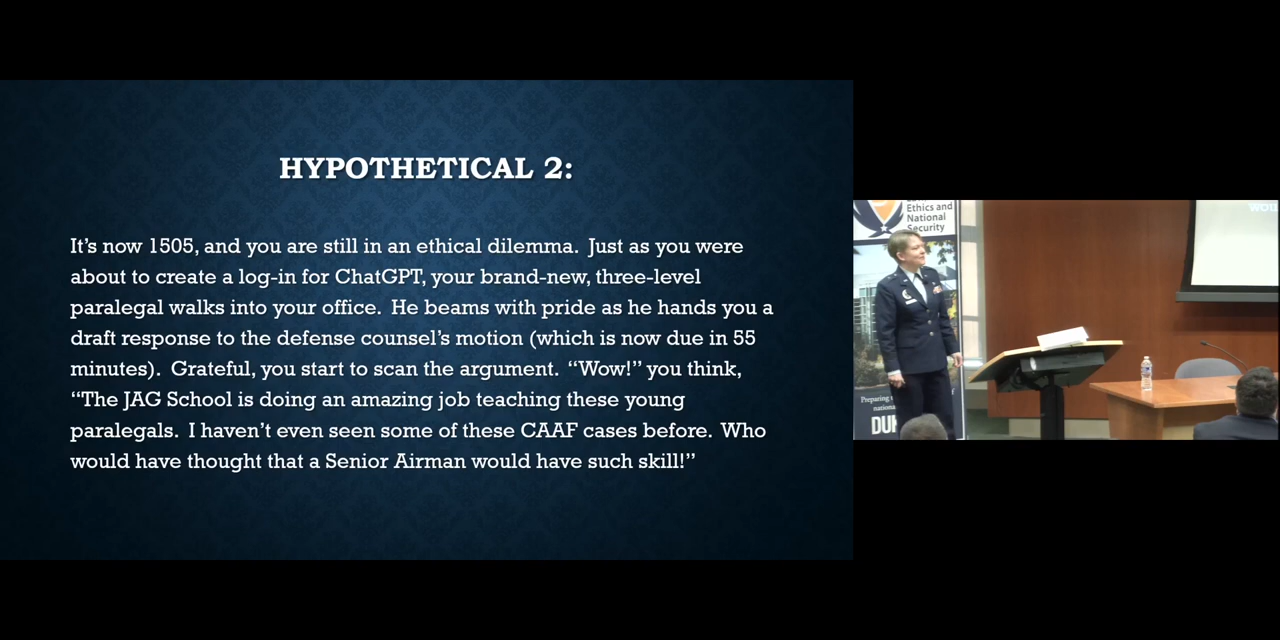 HYPOTHETICAL 2:
It's now 1505, and you are still in an ethical dilemma. Just as you were
about to create a log-in for ChatGPT, your brand-new, three-level
paralegal walks into your office. He beams with pride as he hands you a
draft response to the defense counsel's motion (which is now due in 55
minutes). Grateful, you start to scan the argument. “Wow!” you think,
“The JAG School is doing an amazing job teaching these young
paralegals. I haven't even seen some of these CAAF cases before. Who
would have thought that a Senior Airman would have such skill!”
Ethics and
National
Security
Preparing